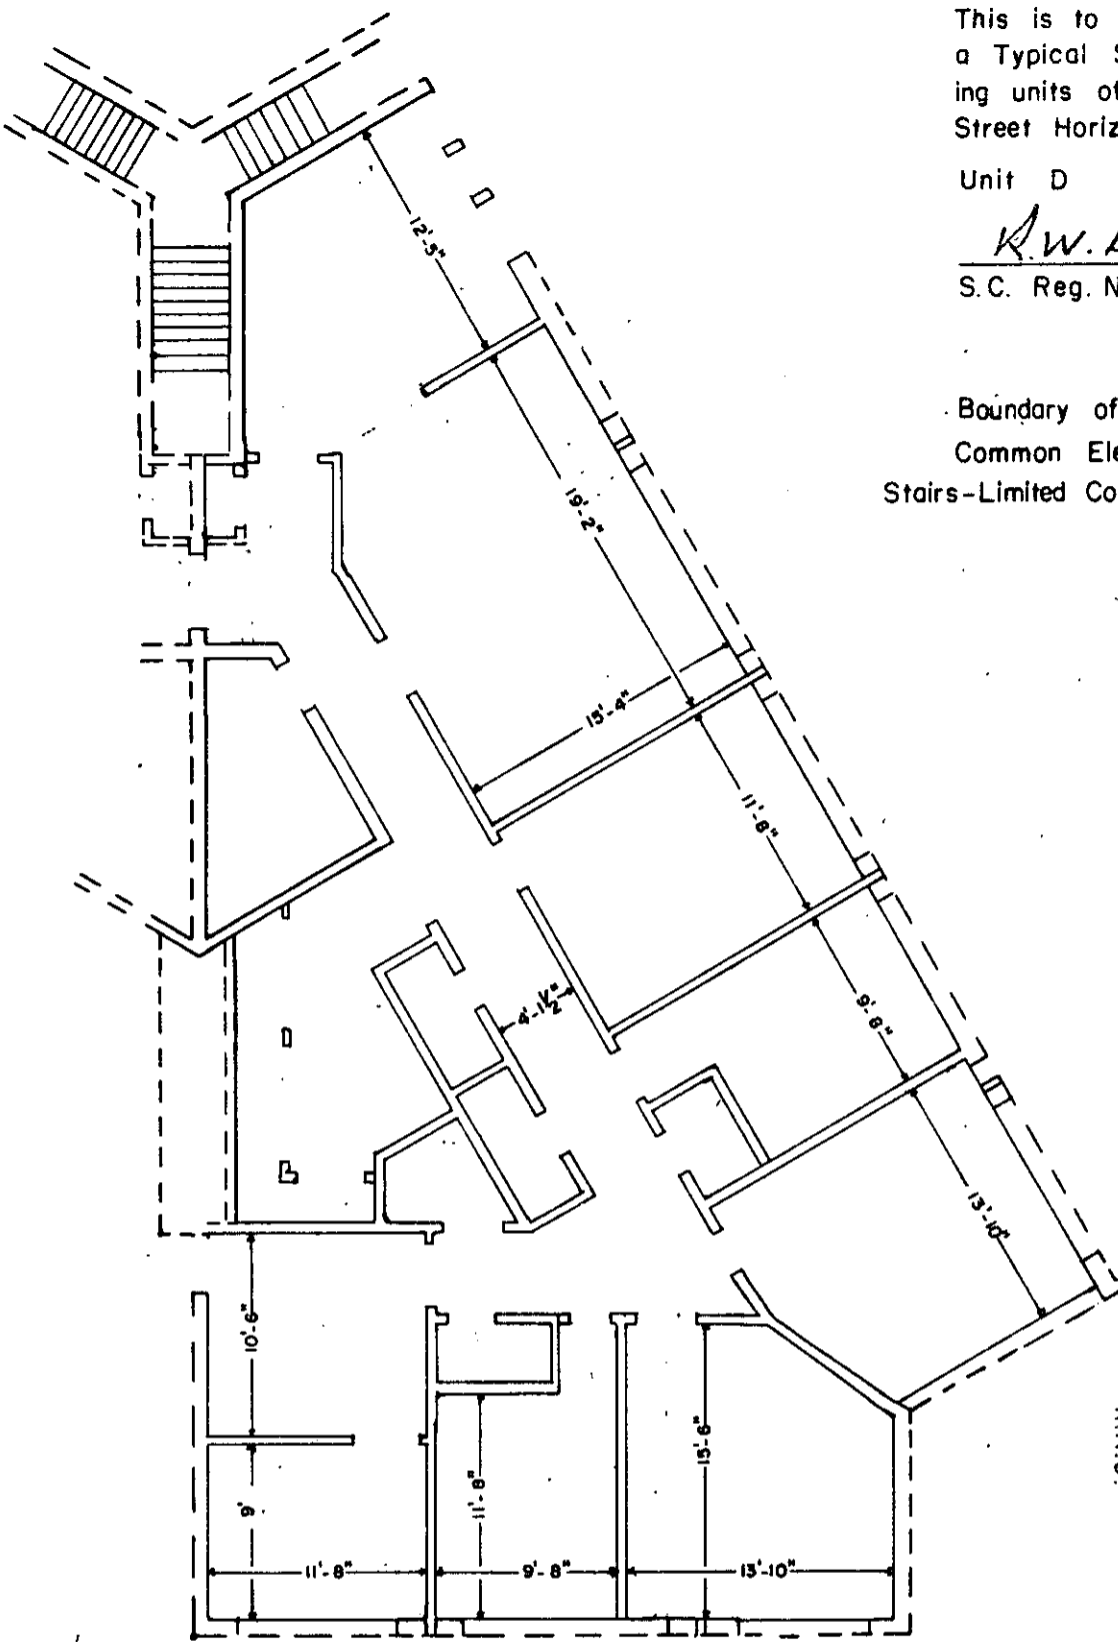 This is to
a Typical S
ing units of
Street Horiz
Unit D
R.W.
S.C. Reg. N
Boundary of
Common Ele
Stairs-Limited Co
12'-5"
19'-2"
15'-4"
11'-8"
4'-1½"
9'-8"
13'-10"
10'-6"
15'-6"
11'-8"
9'
11'-8"
9'-8"
13'-10"